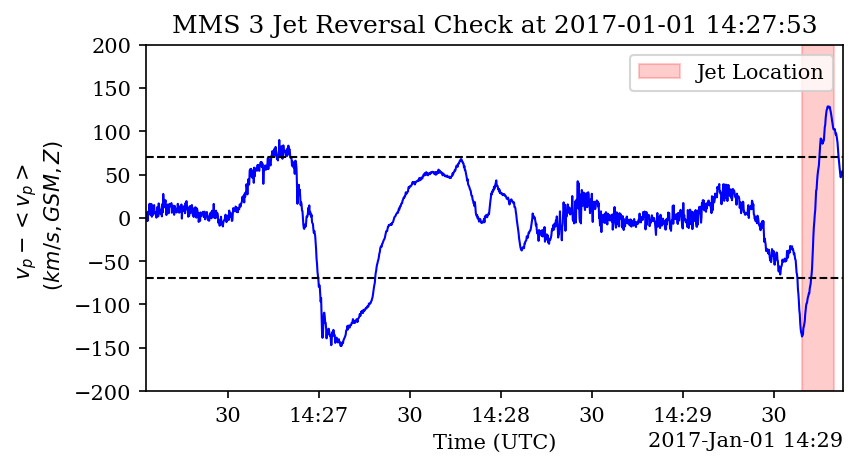 MMS 3 Jet Reversal Check at 2017-01-01 14:27:53
200
150
100
50
0
−50
−100
−150
−200
v_p − < v_p >
(km/s, GSM, Z)
Jet Location
30 14:27 30 14:28 30 14:29 30
Time (UTC)
2017-Jan-01 14:29